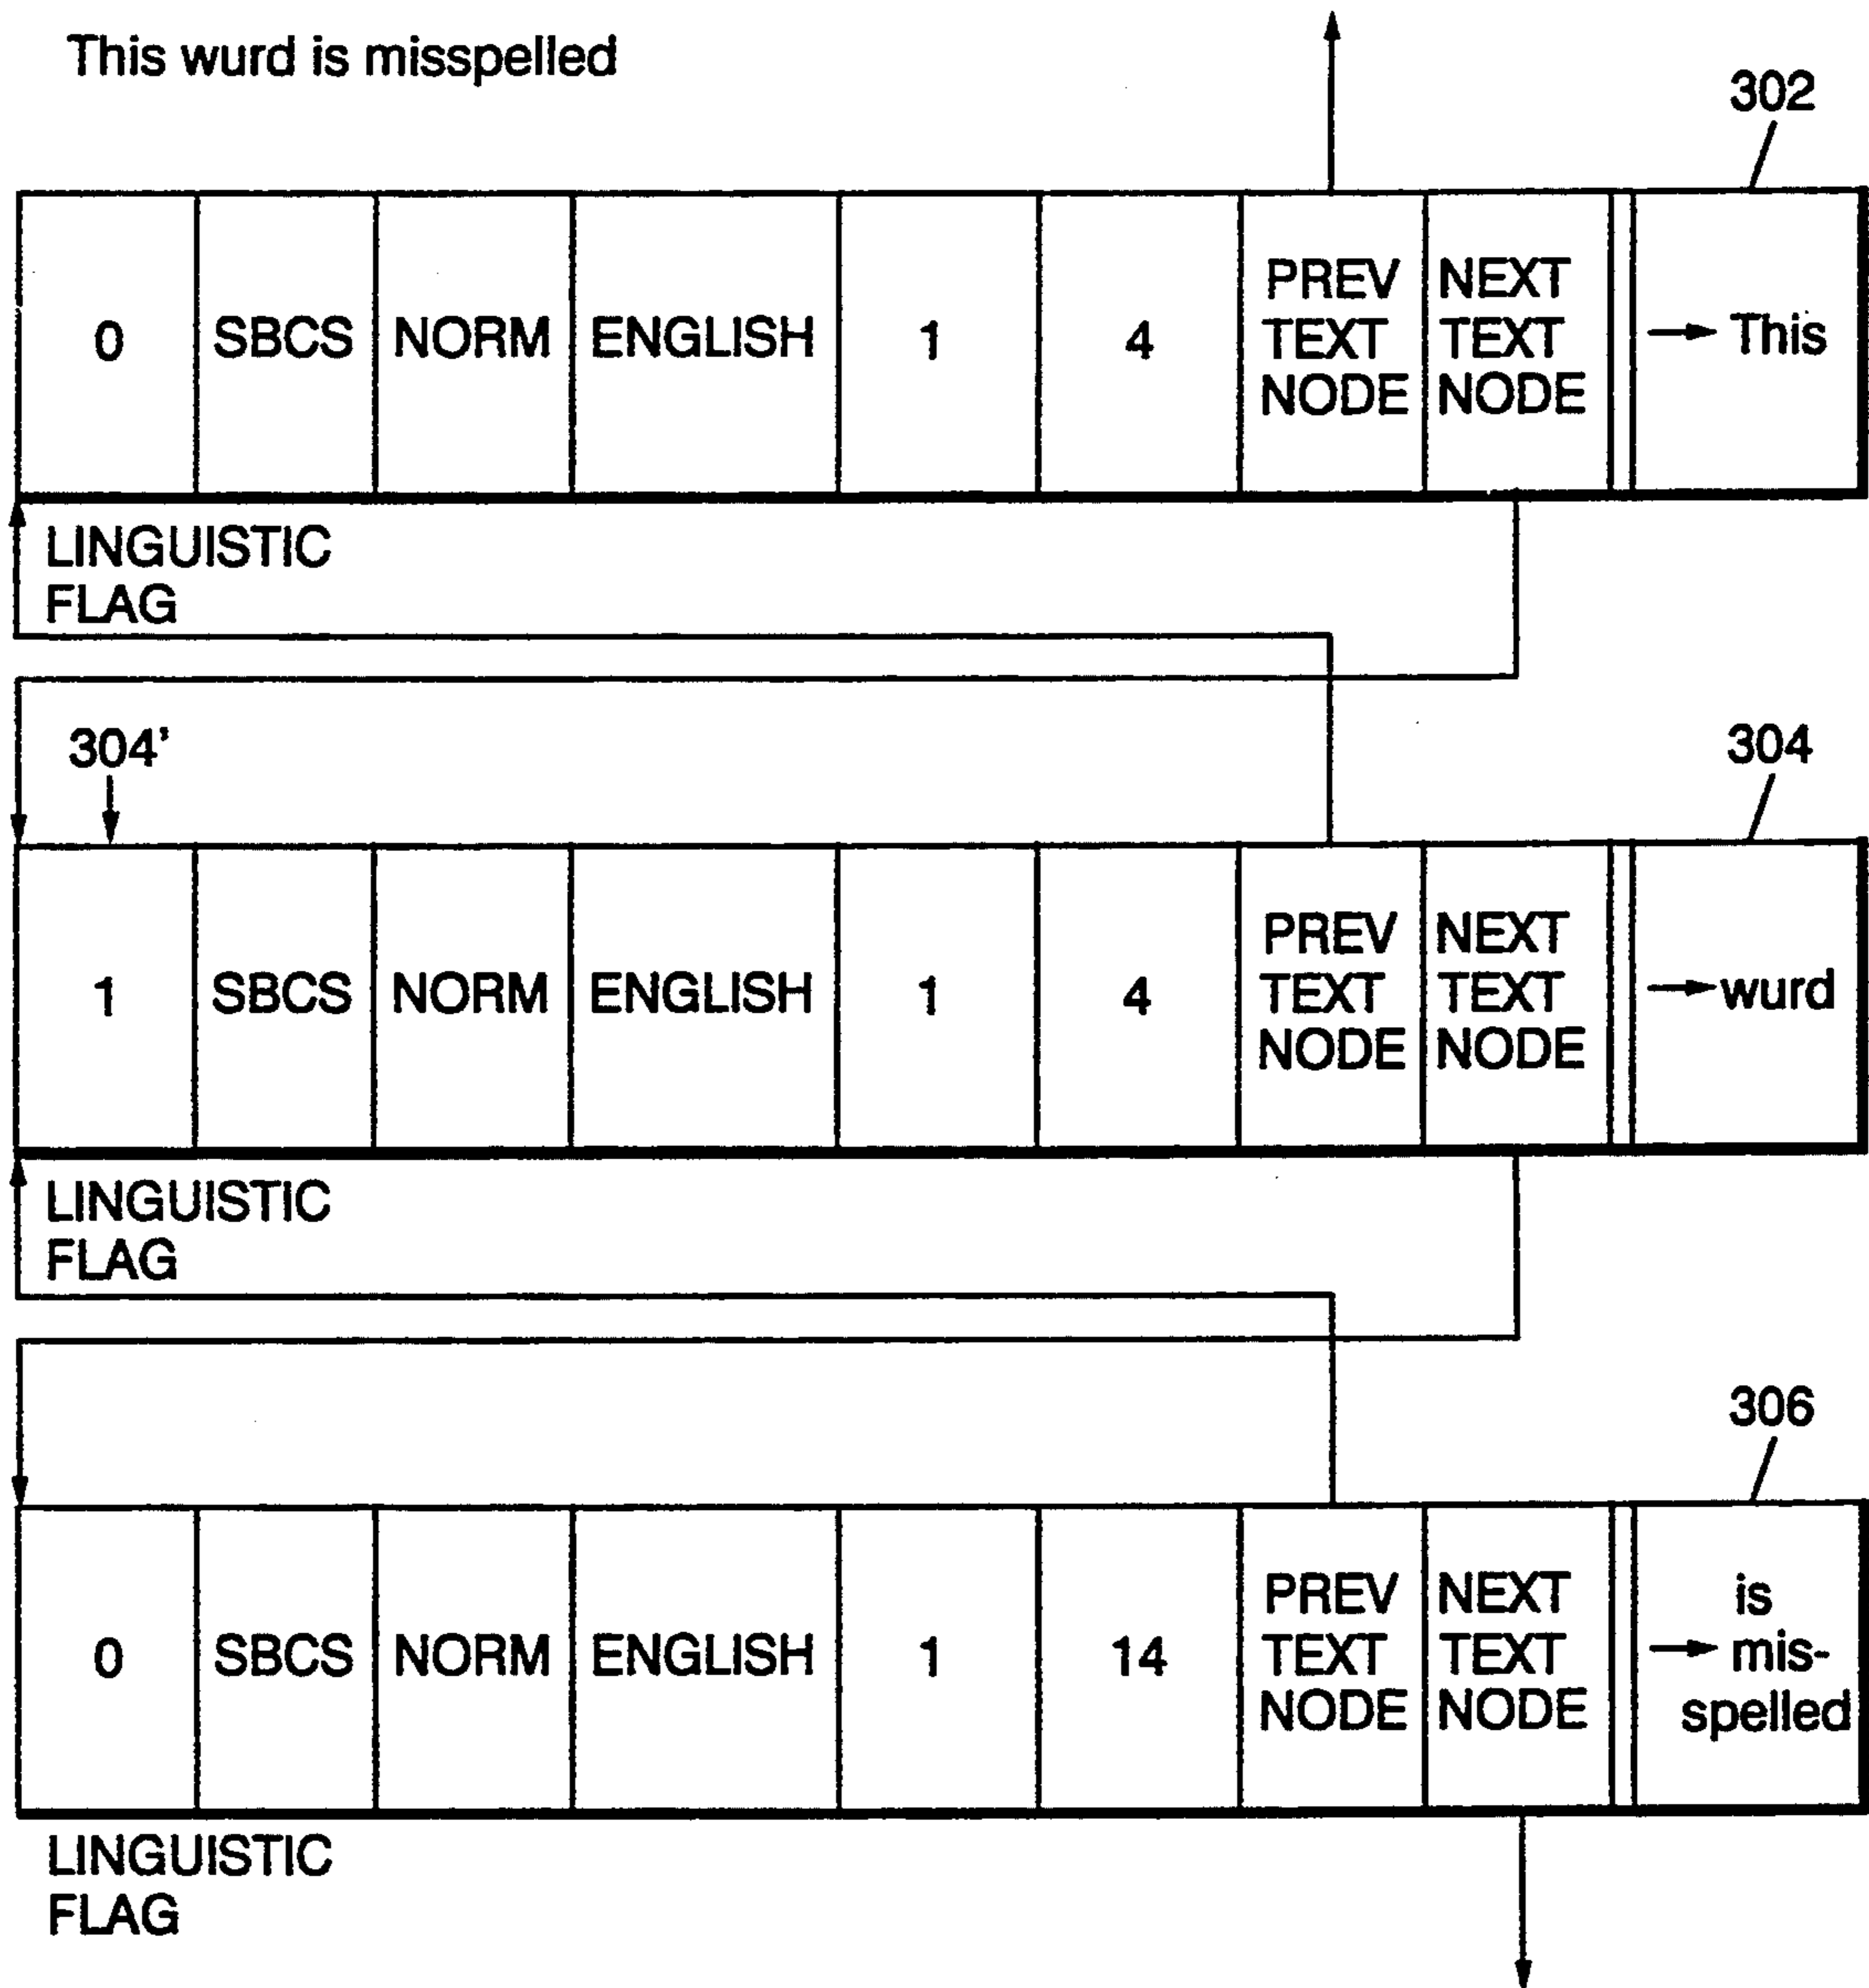 This wurd is misspelled
302
0 SBCS NORM ENGLISH 1 4 PREV TEXT NODE NEXT TEXT NODE → This
LINGUISTIC
FLAG
304'
304
1 SBCS NORM ENGLISH 1 4 PREV TEXT NODE NEXT TEXT NODE → wurd
LINGUISTIC
FLAG
306
0 SBCS NORM ENGLISH 1 14 PREV TEXT NODE NEXT TEXT NODE → is mis-
spelled
LINGUISTIC
FLAG